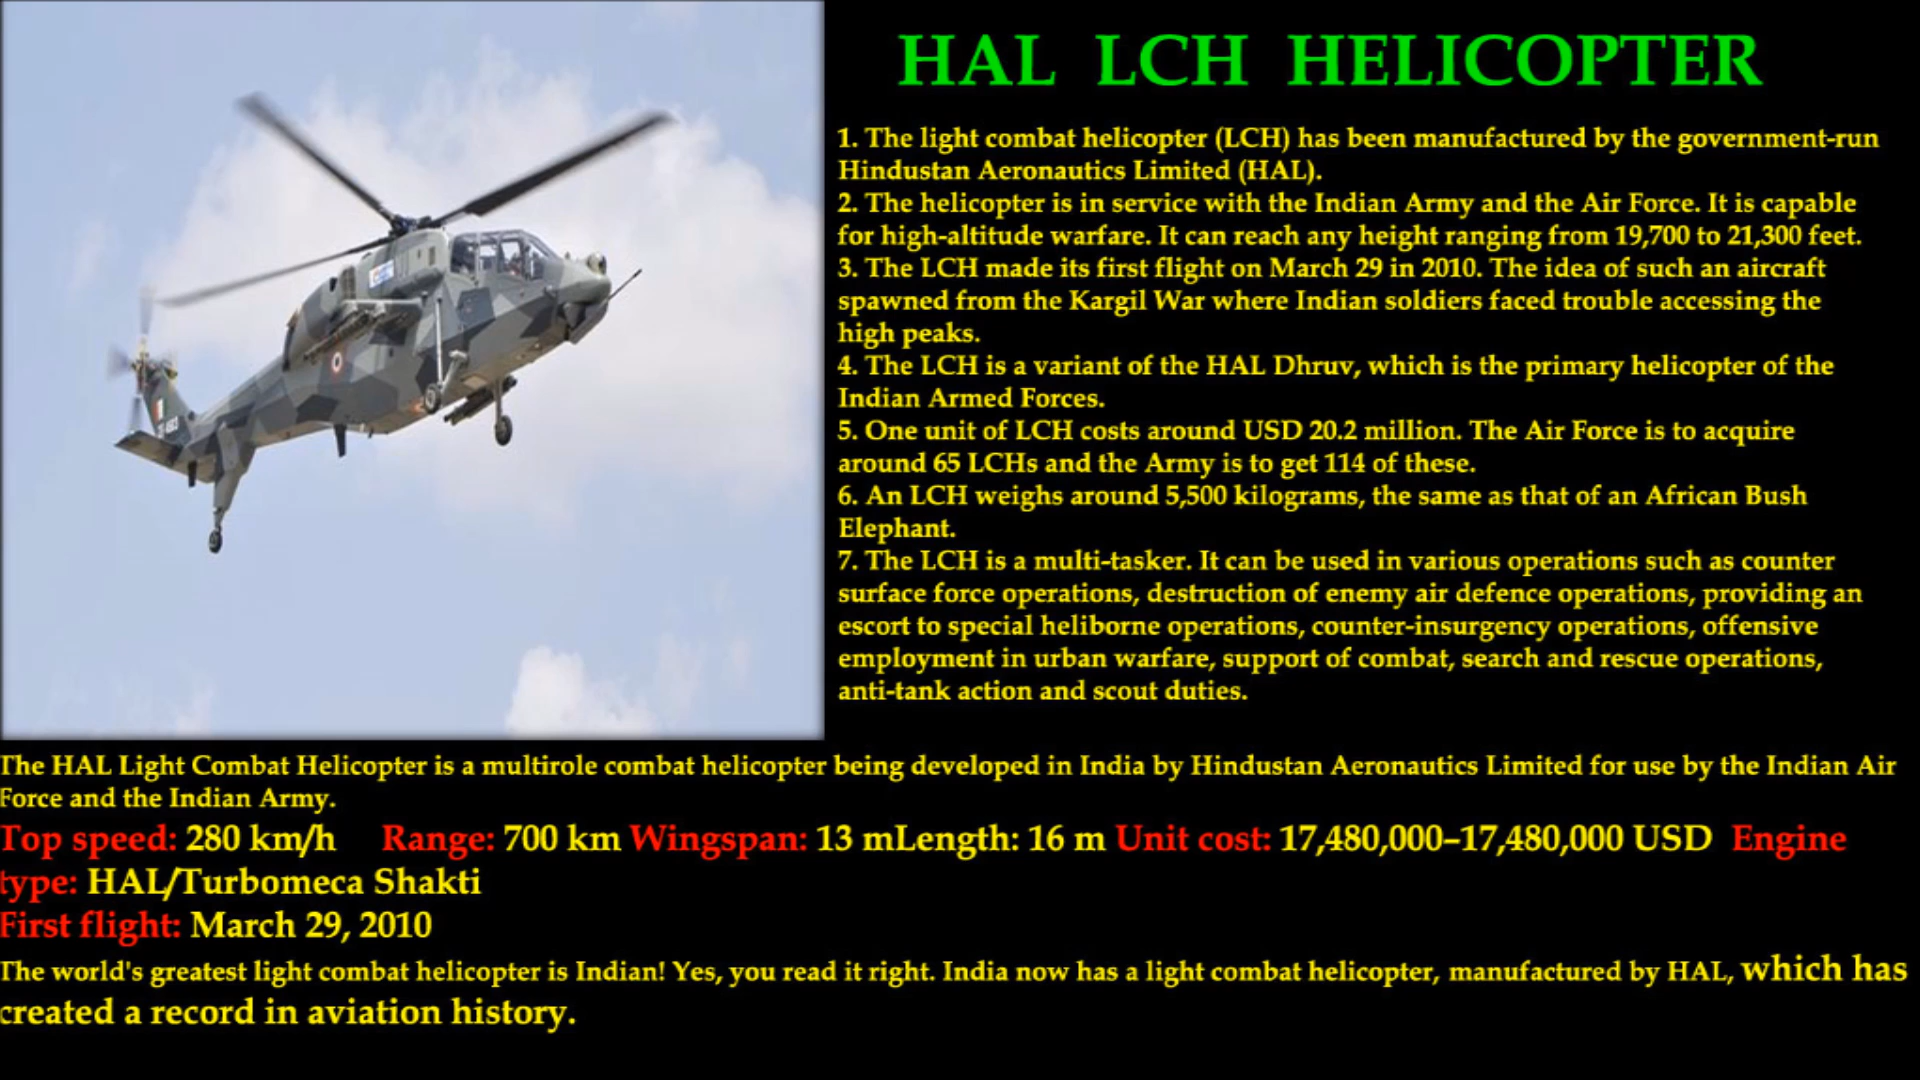 HAL LCH HELICOPTER
1. The light combat helicopter (LCH) has been manufactured by the government-run
Hindustan Aeronautics Limited (HAL).
2. The helicopter is in service with the Indian Army and the Air Force. It is capable
for high-altitude warfare. It can reach any height ranging from 19,700 to 21,300 feet.
3. The LCH made its first flight on March 29 in 2010. The idea of such an aircraft
spawned from the Kargil War where Indian soldiers faced trouble accessing the
high peaks.
4. The LCH is a variant of the HAL Dhruv, which is the primary helicopter of the
Indian Armed Forces.
5. One unit of LCH costs around USD 20.2 million. The Air Force is to acquire
around 65 LCHs and the Army is to get 114 of these.
6. An LCH weighs around 5,500 kilograms, the same as that of an African Bush
Elephant.
7. The LCH is a multi-tasker. It can be used in various operations such as counter
surface force operations, destruction of enemy air defence operations, providing an
escort to special heliborne operations, counter-insurgency operations, offensive
employment in urban warfare, support of combat, search and rescue operations,
anti-tank action and scout duties.
The HAL Light Combat Helicopter is a multirole combat helicopter being developed in India by Hindustan Aeronautics Limited for use by the Indian Air
Force and the Indian Army.
Top speed: 280 km/h Range: 700 km Wingspan: 13 mLength: 16 m Unit cost: 17,480,000–17,480,000 USD Engine
type: HAL/Turbomeca Shakti
First flight: March 29, 2010
The world's greatest light combat helicopter is Indian! Yes, you read it right. India now has a light combat helicopter, manufactured by HAL, which has
created a record in aviation history.